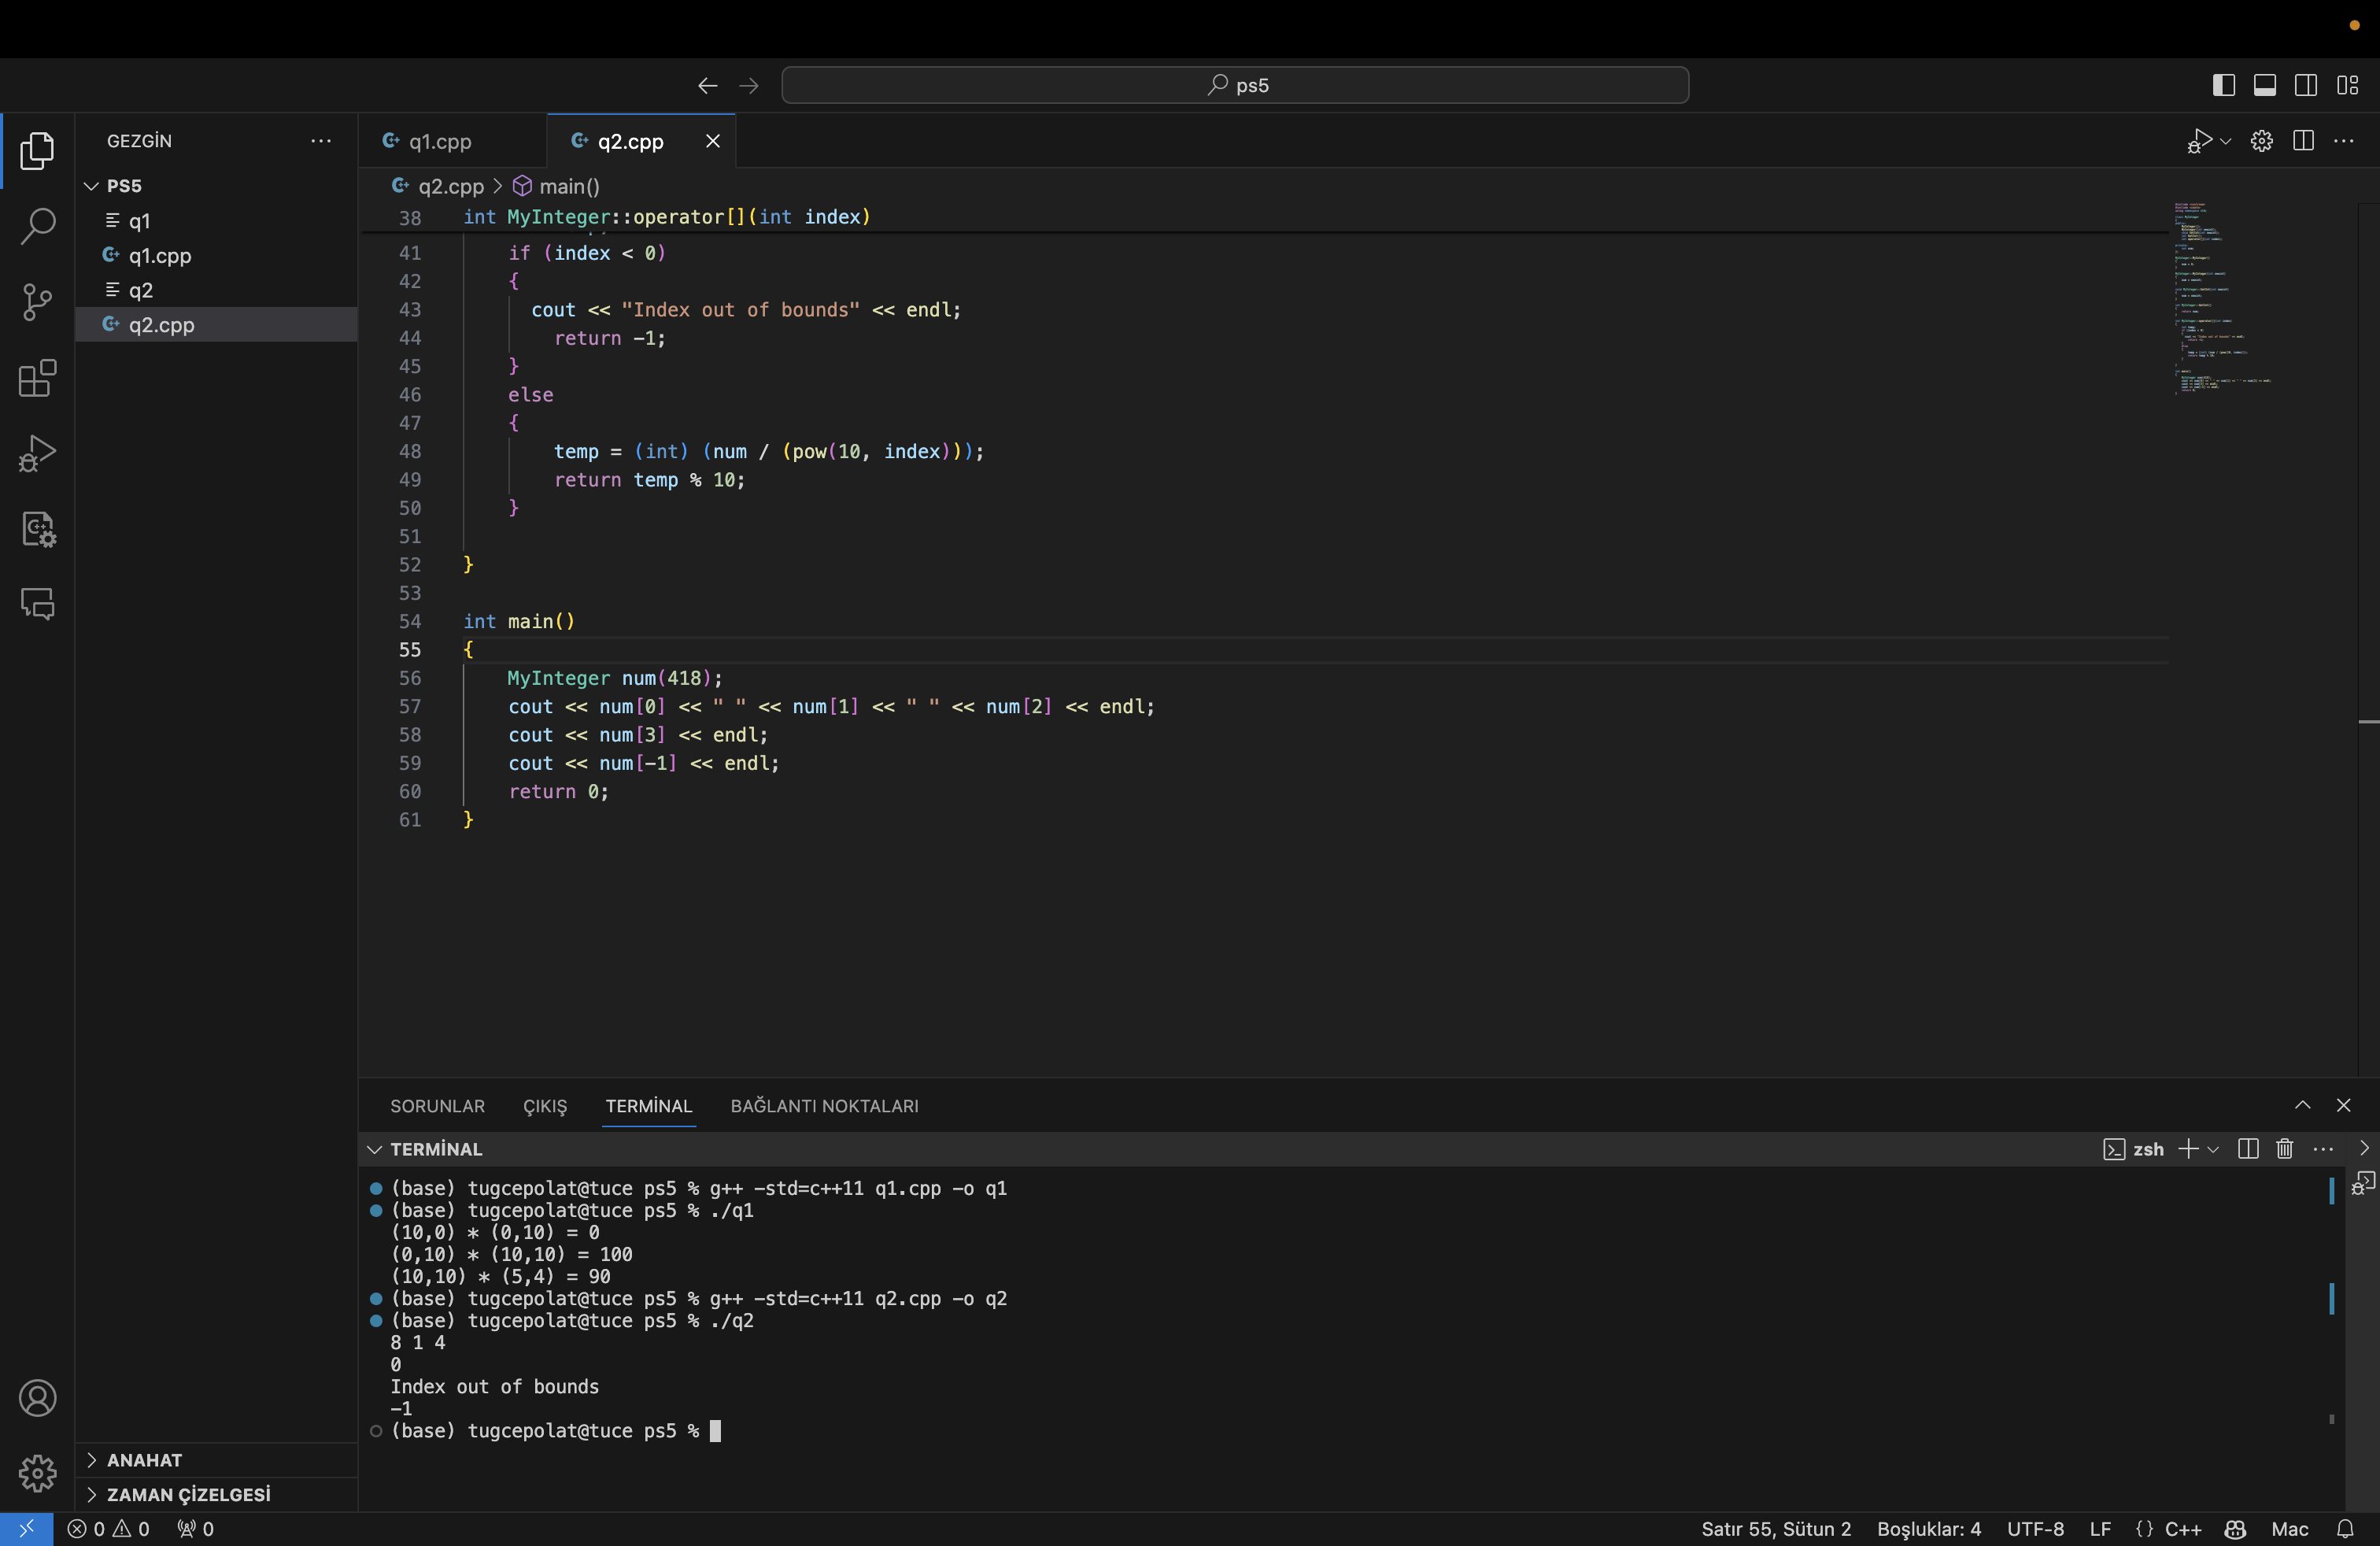 ps5
GEZGİN
q1.cpp
q2.cpp
PS5
q1
q1.cpp
q2
q2.cpp
q2.cpp > main()
38 int MyInteger::operator[](int index)
41 if (index < 0)
42 {
43 cout << "Index out of bounds" << endl;
44 return -1;
45 }
46 else
47 {
48 temp = (int) (num / (pow(10, index)));
49 return temp % 10;
50 }
51
52 }
53
54 int main()
55 {
56 MyInteger num(418);
57 cout << num[0] << " " << num[1] << " " << num[2] << endl;
58 cout << num[3] << endl;
59 cout << num[-1] << endl;
60 return 0;
61 }
SORUNLAR ÇIKIŞ TERMİNAL BAĞLANTI NOKTALARI
TERMİNAL
zsh
(base) tugcepolat@tuce ps5 % g++ -std=c++11 q1.cpp -o q1
(base) tugcepolat@tuce ps5 % ./q1
(10,0) * (0,10) = 0
(0,10) * (10,10) = 100
(10,10) * (5,4) = 90
(base) tugcepolat@tuce ps5 % g++ -std=c++11 q2.cpp -o q2
(base) tugcepolat@tuce ps5 % ./q2
8 1 4
0
Index out of bounds
-1
(base) tugcepolat@tuce ps5 %
ANAHAT
ZAMAN ÇİZELGESİ
0 0 0
Satır 55, Sütun 2 Boşluklar: 4 UTF-8 LF {} C++ Mac